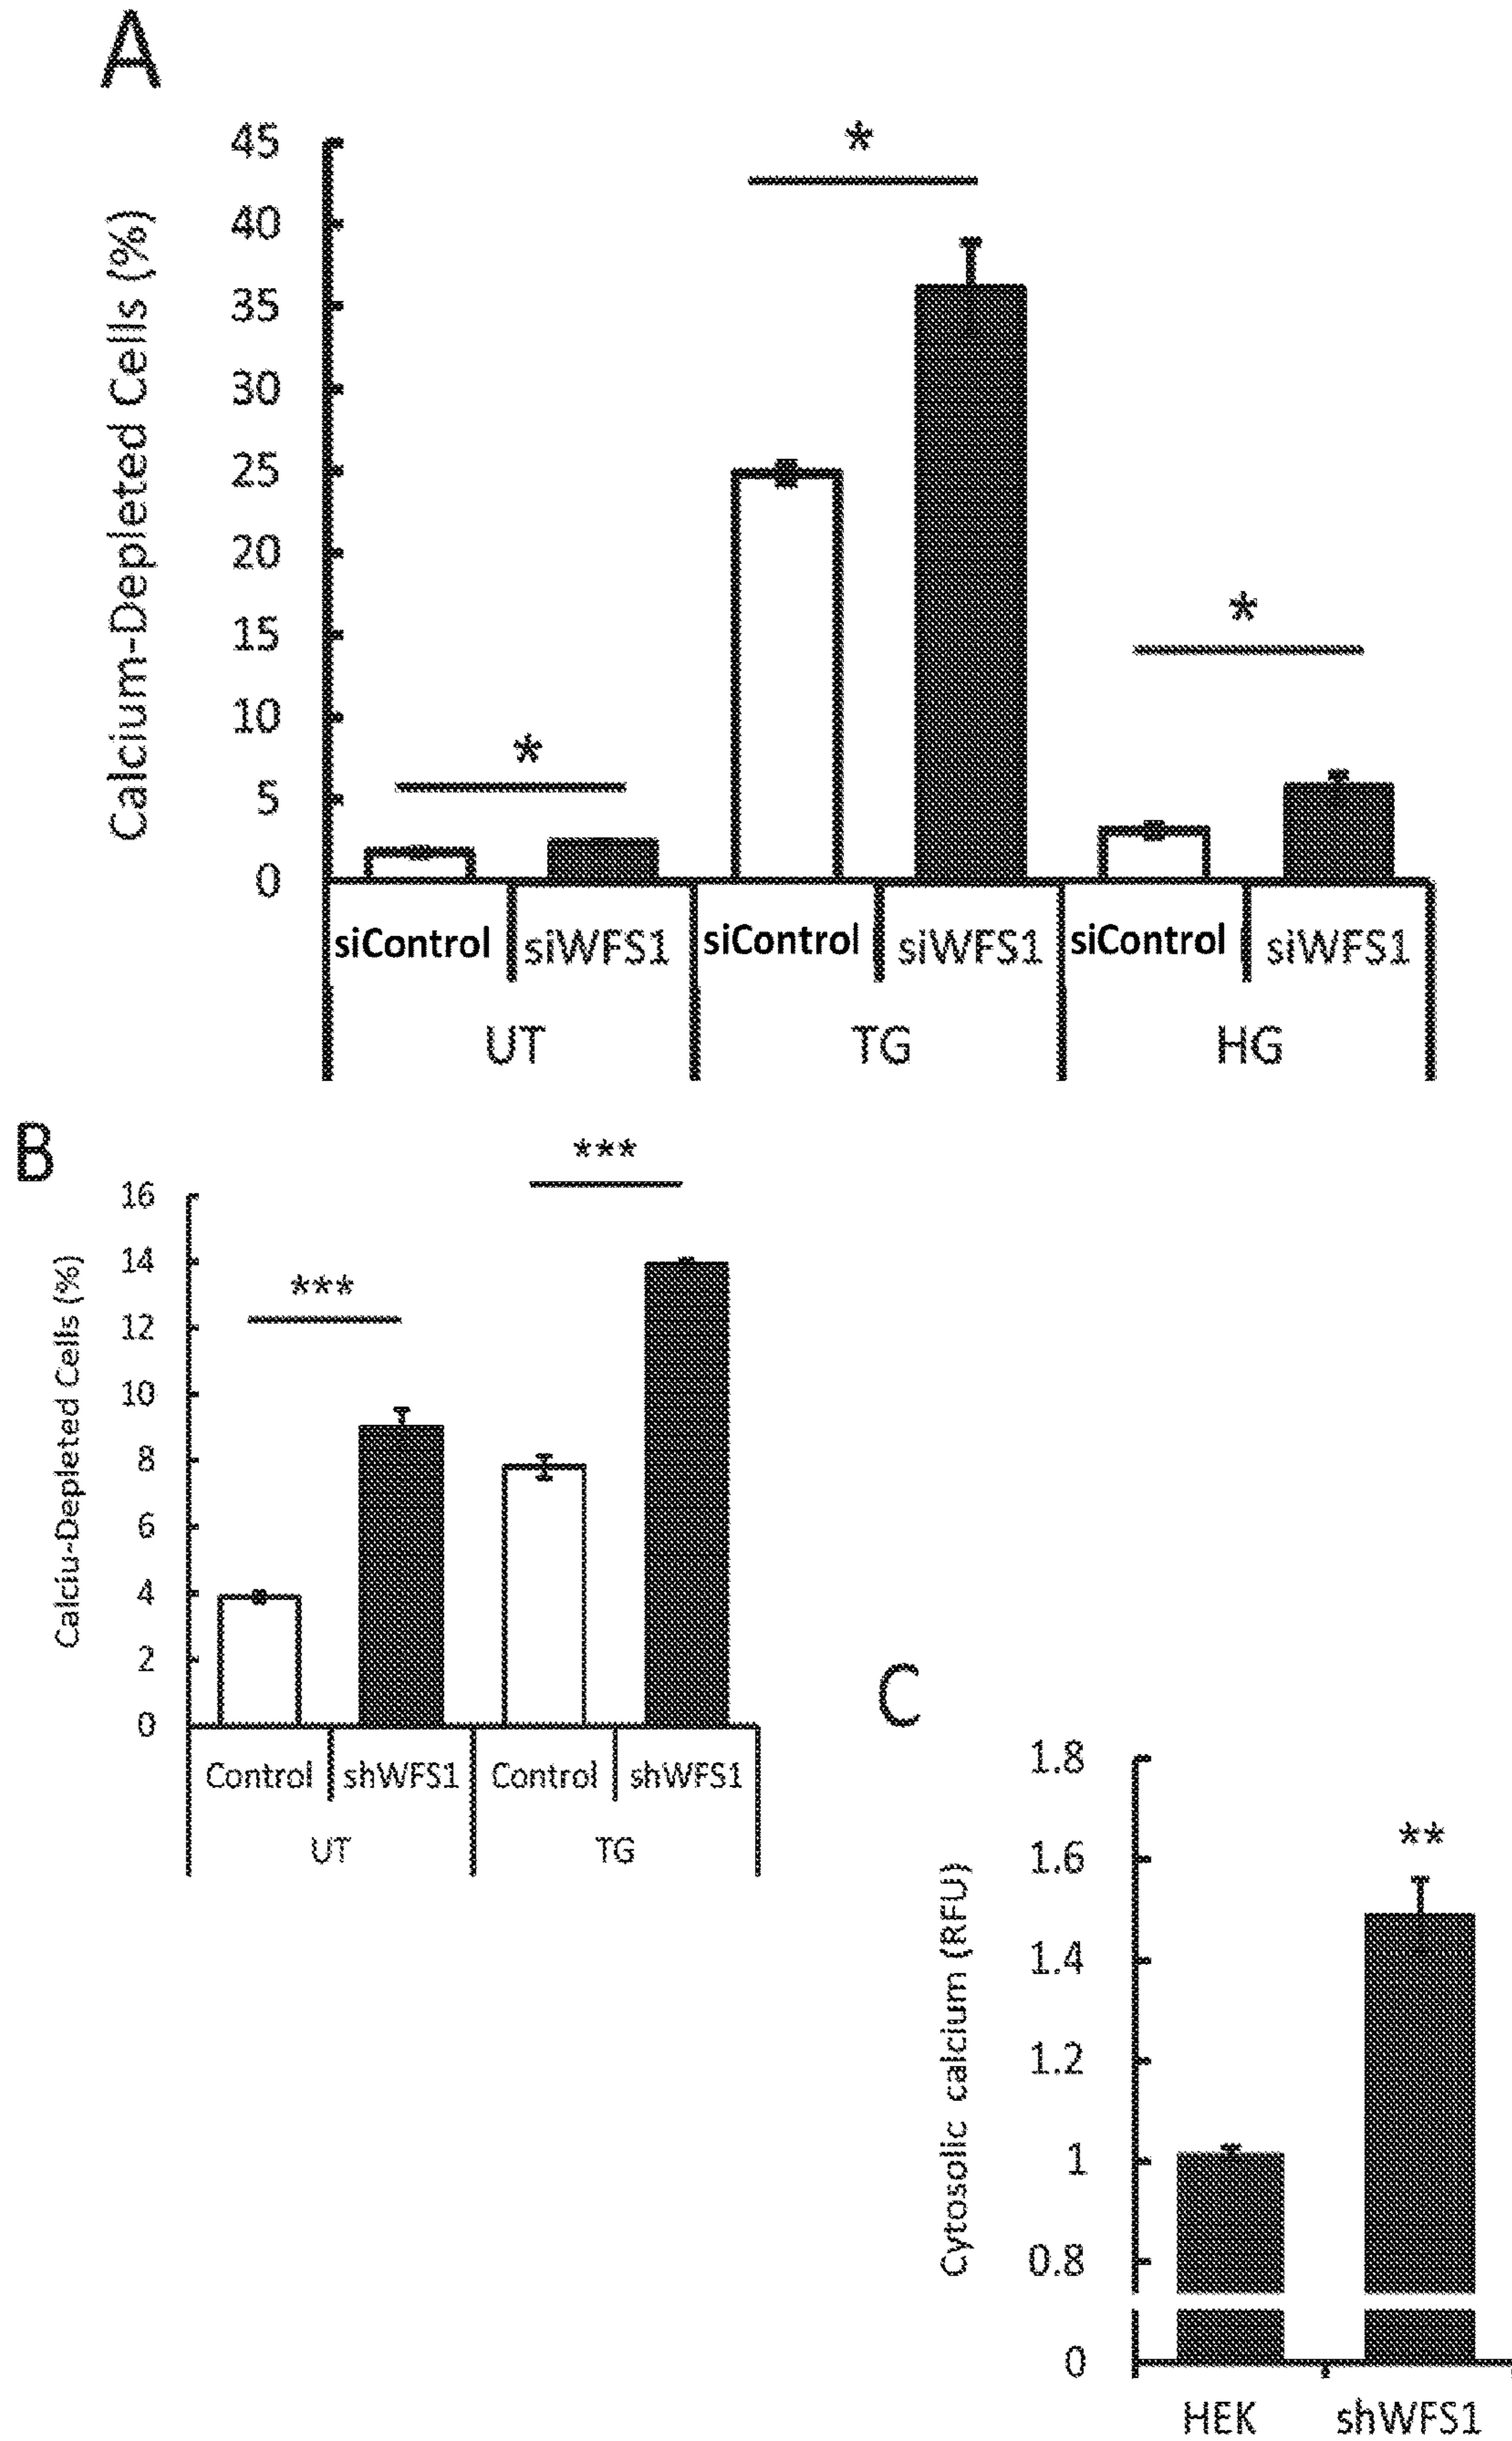 A
Calcium-Depleted Cells (%)
45
40
35
30
25
20
15
10
5
0
*
*
*
siControl siWFS1 siControl siWFS1 siControl siWFS1
UT TG HG
B
Calciu-Depleted Cells (%)
16
14
12
10
8
6
4
2
0
***
***
Control shWFS1 Control shWFS1
UT TG
C
Cytosolic calcium (RFU)
1.8
1.6
1.4
1.2
1
0.8
0
**
HEK shWFS1